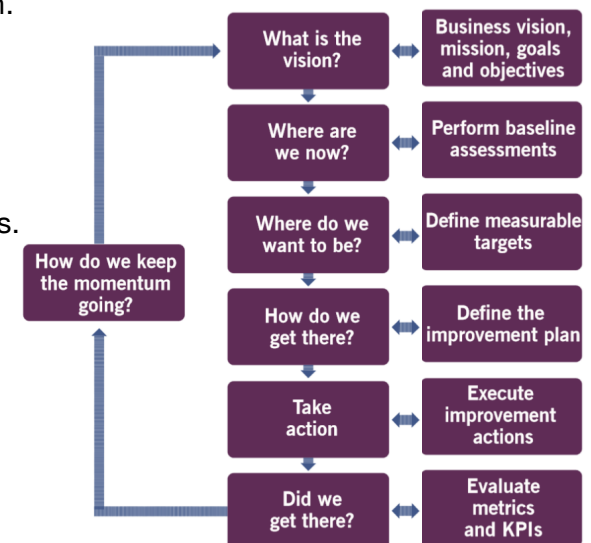 n.
What is the
vision?
Business vision,
mission, goals
and objectives
Where are
we now?
Perform baseline
assessments
s.
Where do we
want to be?
Define measurable
targets
How do we keep
the momentum
going?
How do we
get there?
Define the
improvement plan
Take
action
Execute
improvement
actions
Did we
get there?
Evaluate
metrics
and KPIs